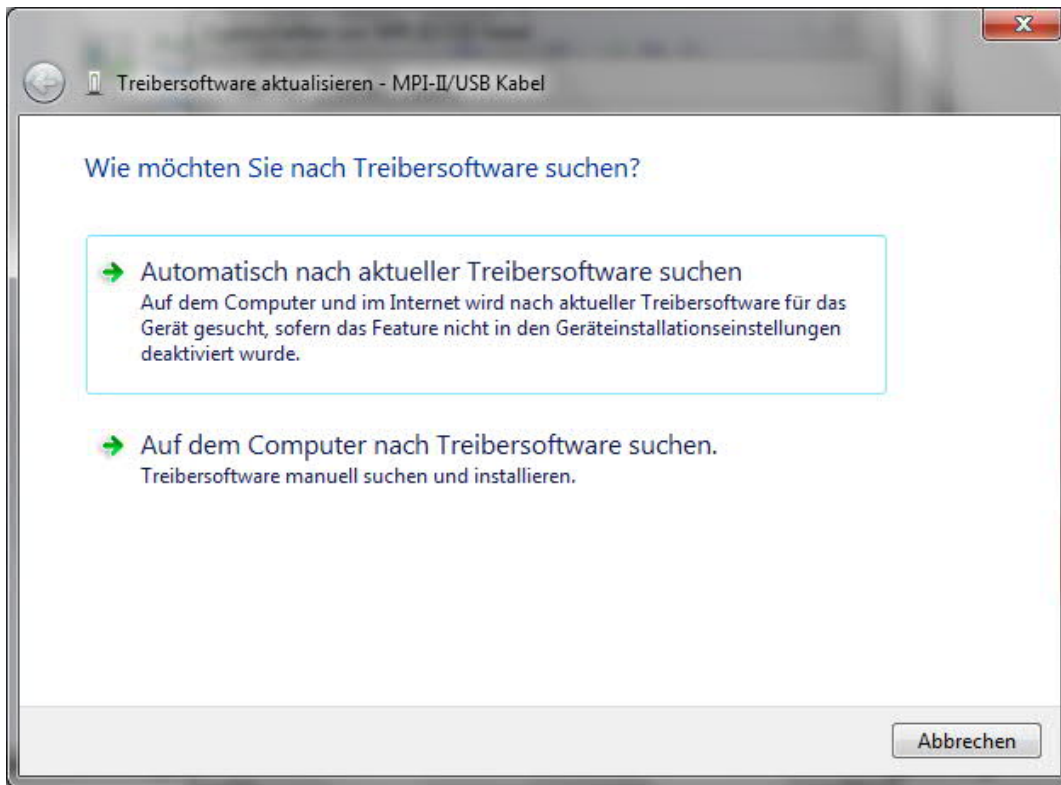 Treibersoftware aktualisieren - MPI-II/USB Kabel
Wie möchten Sie nach Treibersoftware suchen?
Automatisch nach aktueller Treibersoftware suchen
Auf dem Computer und im Internet wird nach aktueller Treibersoftware für das
Gerät gesucht, sofern das Feature nicht in den Geräteinstallationseinstellungen
deaktiviert wurde.
Auf dem Computer nach Treibersoftware suchen.
Treibersoftware manuell suchen und installieren.
Abbrechen